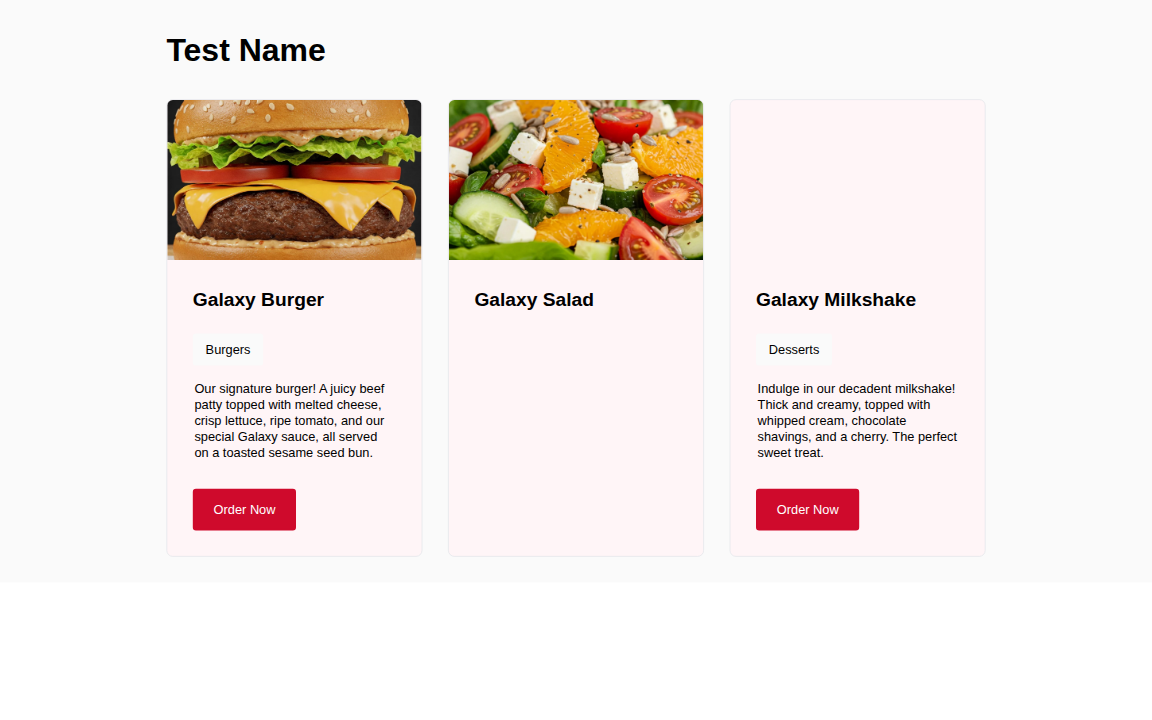 Test Name
Galaxy Burger
Burgers
Our signature burger! A juicy beef
patty topped with melted cheese,
crisp lettuce, ripe tomato, and our
special Galaxy sauce, all served
on a toasted sesame seed bun.
Order Now
Galaxy Salad
Galaxy Milkshake
Desserts
Indulge in our decadent milkshake!
Thick and creamy, topped with
whipped cream, chocolate
shavings, and a cherry. The perfect
sweet treat.
Order Now